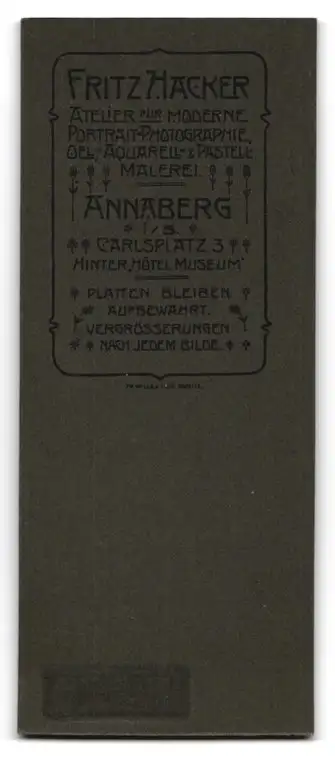 FRITZ HACKER
ATELIER FÜR MODERNE
PORTRAIT-PHOTOGRAPHIE,
OEL-, AQUARELL- & PASTELL-
MALEREI.
ANNABERG
I/S.
CARLSPLATZ 3
HINTER „HÔTEL MUSEUM"
PLATTEN BLEIBEN
AUFBEWAHRT.
VERGRÖSSERUNGEN
NACH JEDEM BILDE.